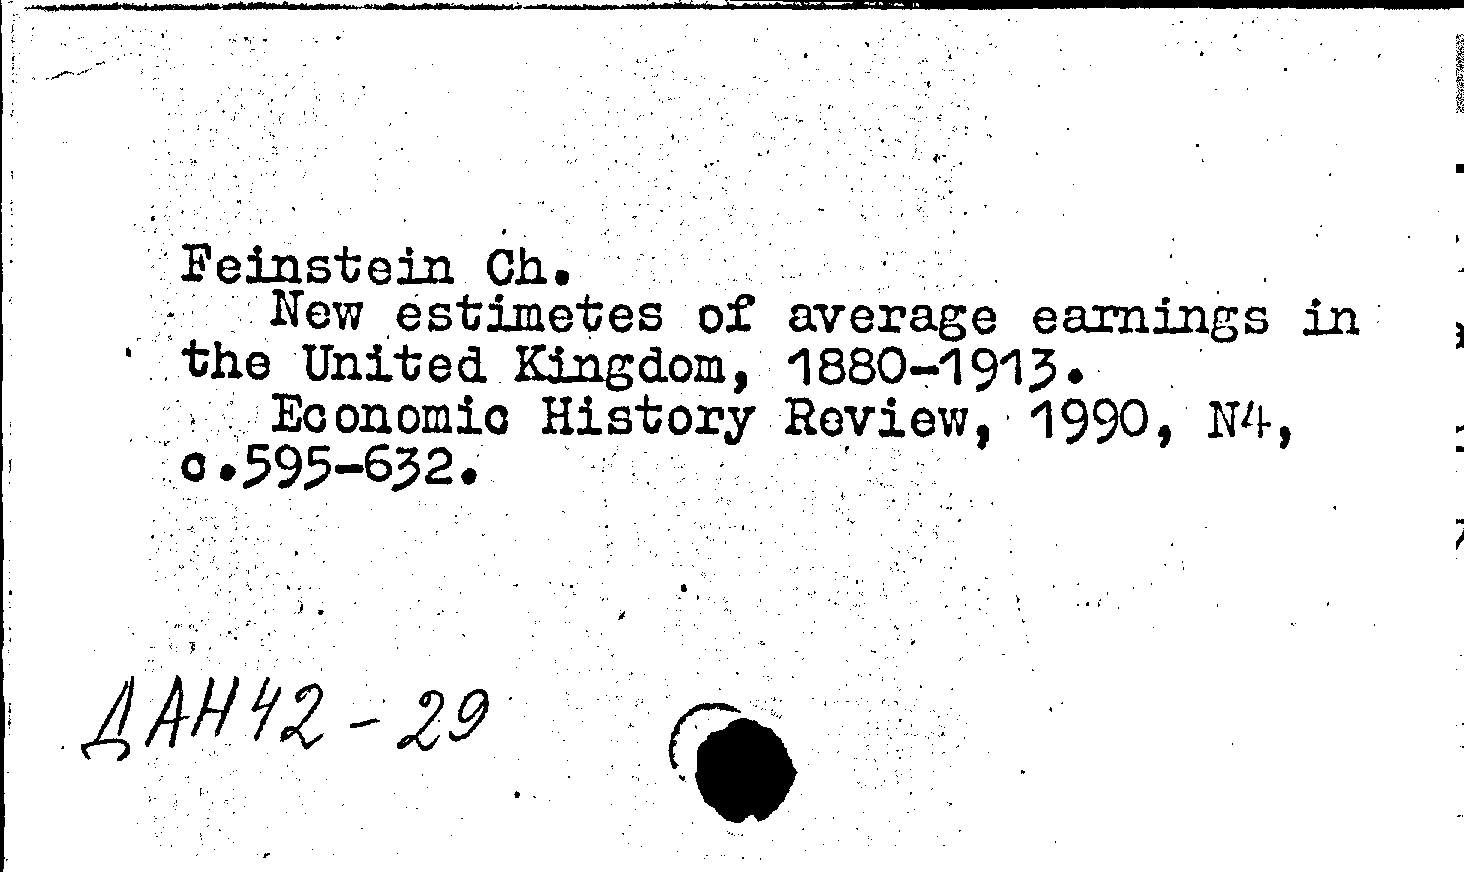 Feinstein Ch.
New estimetes of average earnings in
the United Kingdom, 1880-1913.
Economic History Review, 1990, N4,
c.595-632.
ДАН42-29